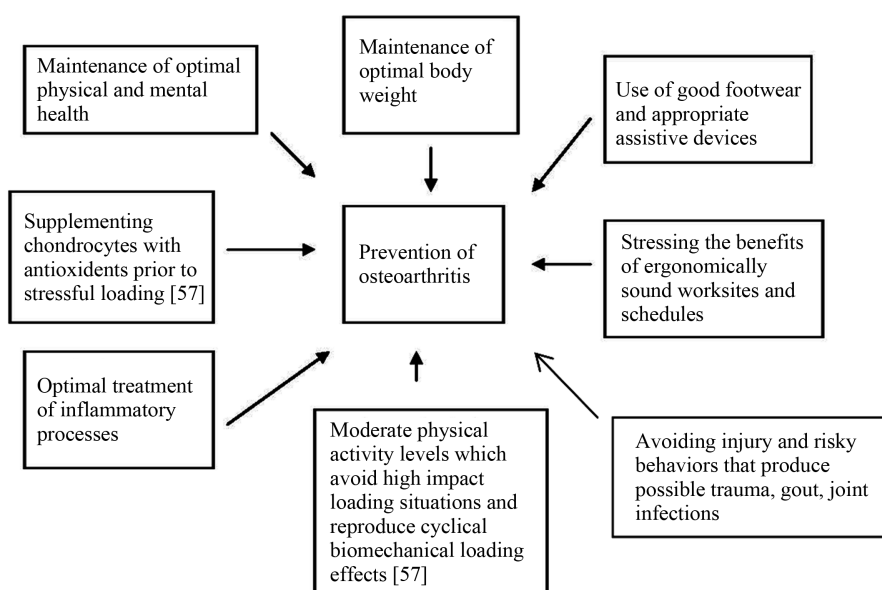 Maintenance of optimal
physical and mental
health
Maintenance of
optimal body
weight
Use of good footwear
and appropriate
assistive devices
Supplementing
chondrocytes with
antioxidents prior to
stressful loading [57]
Prevention of
osteoarthritis
Stressing the benefits
of ergonomically
sound worksites and
schedules
Optimal treatment
of inflammatory
processes
Moderate physical
activity levels which
avoid high impact
loading situations and
reproduce cyclical
biomechanical loading
effects [57]
Avoiding injury and risky
behaviors that produce
possible trauma, gout, joint
infections